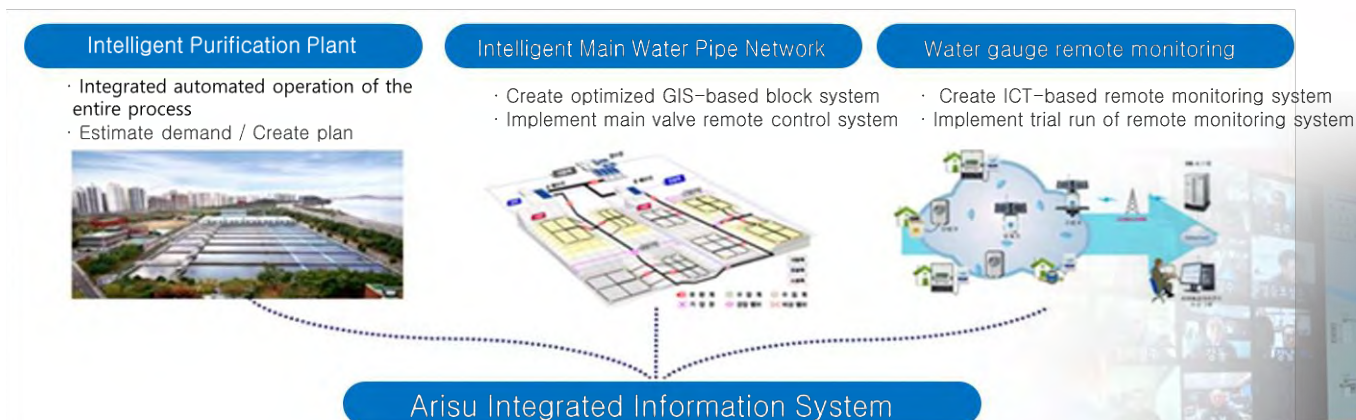 Intelligent Purification Plant
· Integrated automated operation of the
entire process
· Estimate demand / Create plan
Intelligent Main Water Pipe Network
· Create optimized GIS-based block system
· Implement main valve remote control system
Water gauge remote monitoring
· Create ICT-based remote monitoring system
· Implement trial run of remote monitoring system
Arisu Integrated Information System